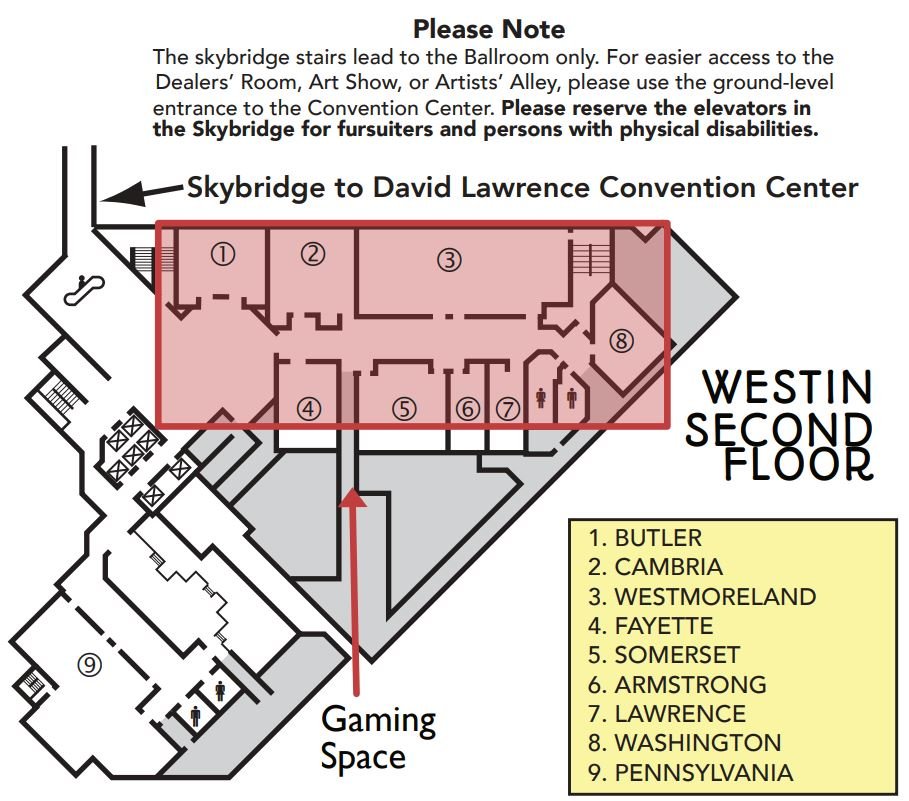 Please Note
The skybridge stairs lead to the Ballroom only. For easier access to the
Dealers' Room, Art Show, or Artists' Alley, please use the ground-level
entrance to the Convention Center. Please reserve the elevators in
the Skybridge for fursuiters and persons with physical disabilities.
Skybridge to David Lawrence Convention Center
①
②
③
⑧
④
⑤
⑥
⑦
WESTIN
SECOND
FLOOR
⑨
Gaming
Space
1. BUTLER
2. CAMBRIA
3. WESTMORELAND
4. FAYETTE
5. SOMERSET
6. ARMSTRONG
7. LAWRENCE
8. WASHINGTON
9. PENNSYLVANIA